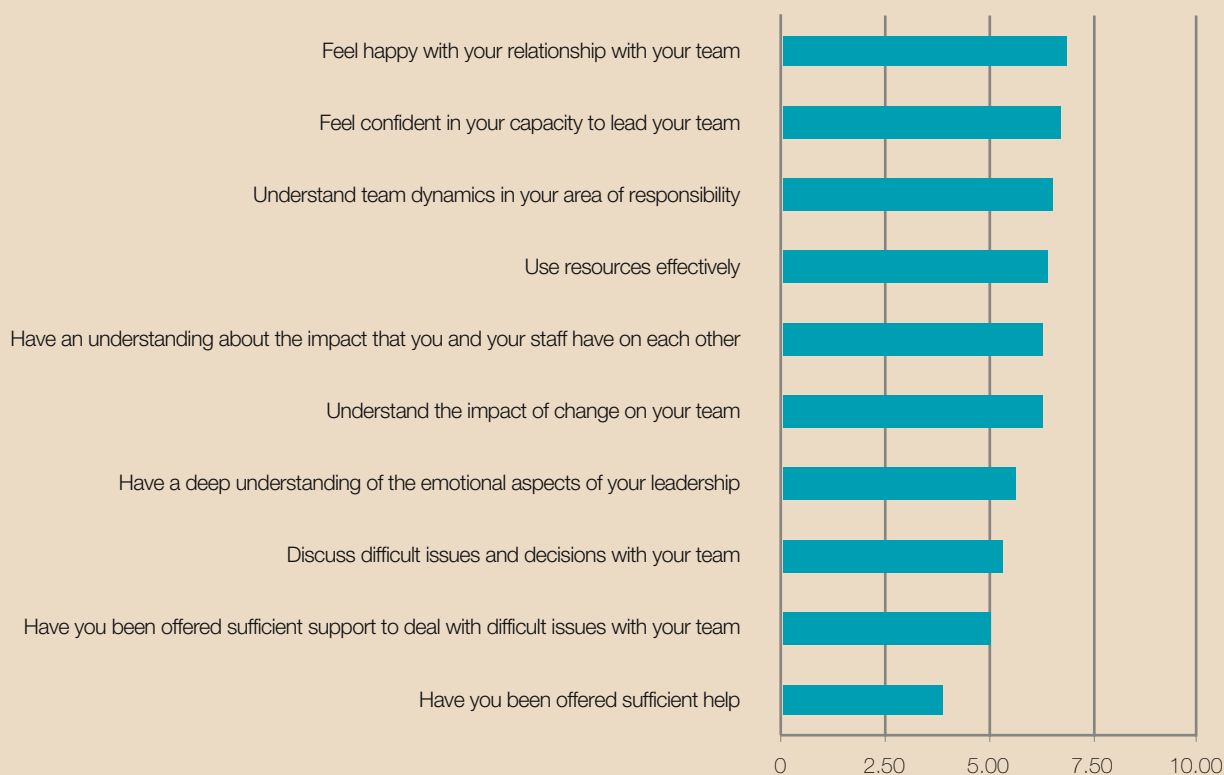 Feel happy with your relationship with your team
Feel confident in your capacity to lead your team
Understand team dynamics in your area of responsibility
Use resources effectively
Have an understanding about the impact that you and your staff have on each other
Understand the impact of change on your team
Have a deep understanding of the emotional aspects of your leadership
Discuss difficult issues and decisions with your team
Have you been offered sufficient support to deal with difficult issues with your team
Have you been offered sufficient help
0 2.50 5.00 7.50 10.00